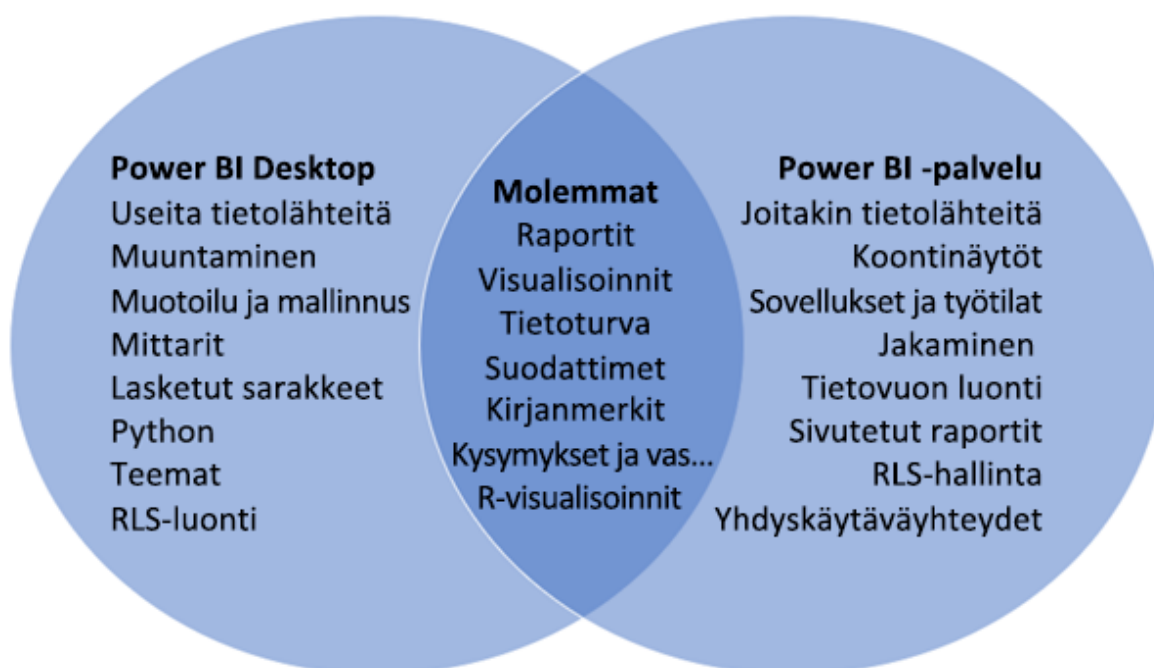 Power BI Desktop
Useita tietolähteitä
Muuntaminen
Muotoilu ja mallinnus
Mittarit
Lasketut sarakkeet
Python
Teemat
RLS-luonti
Molemmat
Raportit
Visualisoinnit
Tietoturva
Suodattimet
Kirjanmerkit
Kysymykset ja vas...
R-visualisoinnit
Power BI -palvelu
Joitakin tietolähteitä
Koontinäytöt
Sovellukset ja työtilat
Jakaminen
Tietovuon luonti
Sivutetut raportit
RLS-hallinta
Yhdyskäytäväyhteydet